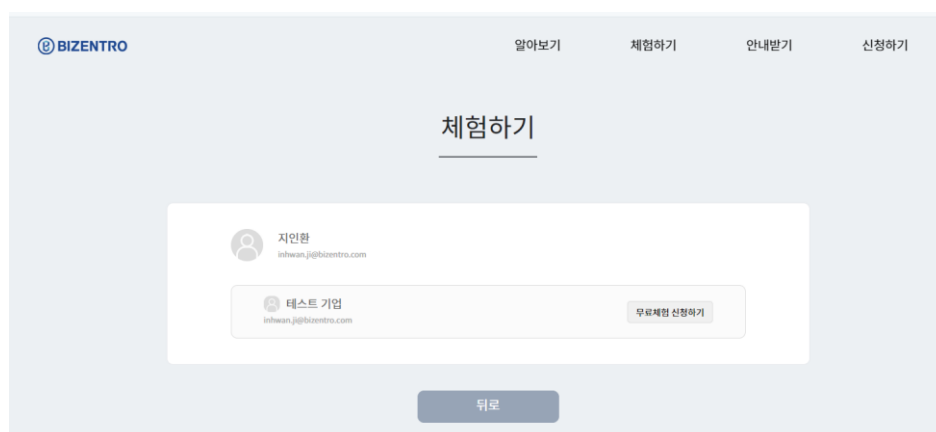 BIZENTRO
알아보기 체험하기 안내받기 신청하기
체험하기
지인환
inhwan.ji@bizentro.com
테스트 기업
inhwan.ji@bizentro.com
무료체험 신청하기
뒤로